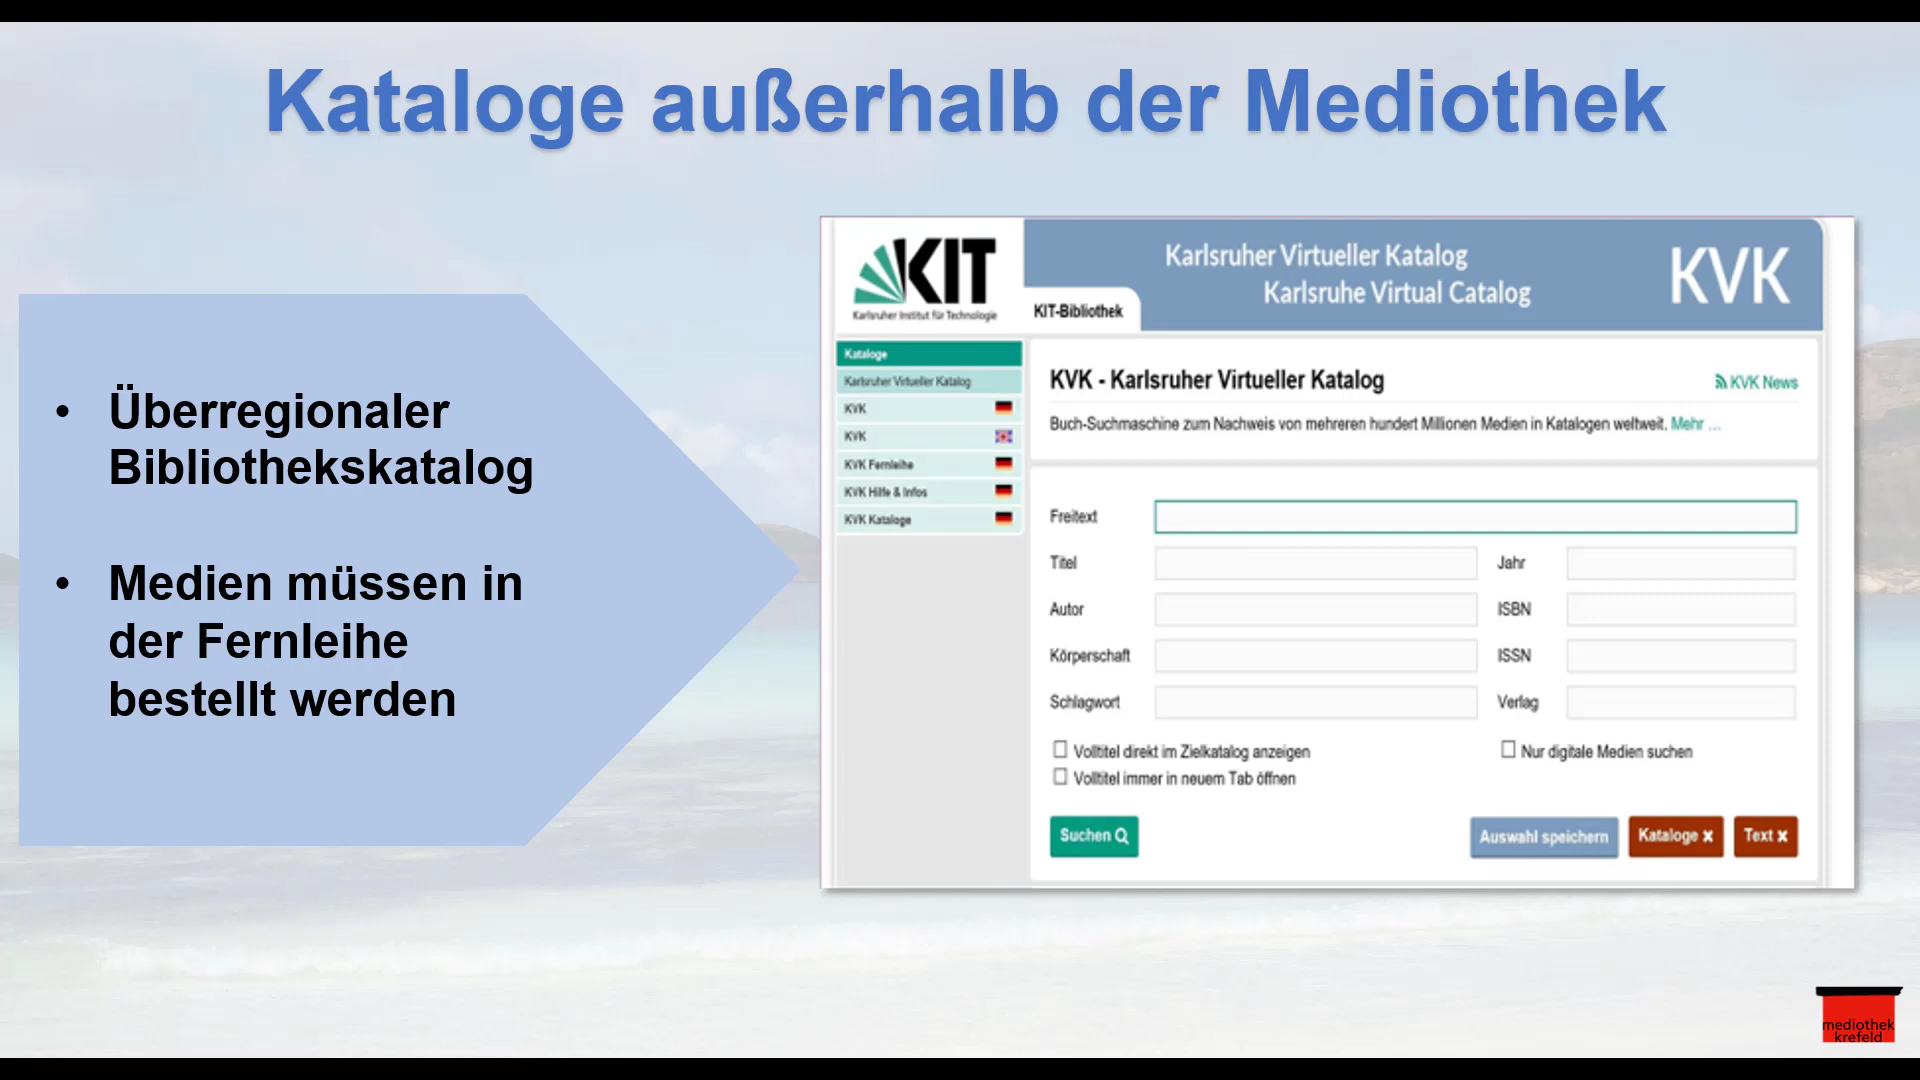 Kataloge außerhalb der Mediothek
• Überregionaler
Bibliothekskatalog
• Medien müssen in
der Fernleihe
bestellt werden
KIT
Karlsruher Institut für Technologie
KIT-Bibliothek
Karlsruher Virtueller Katalog
Karlsruhe Virtual Catalog
KVK
Kataloge
Karlsruher Virtueller Katalog
KVK
KVK
KVK Fernleihe
KVK Hilfe & Infos
KVK Kataloge
KVK - Karlsruher Virtueller Katalog
KVK News
Buch-Suchmaschine zum Nachweis von mehreren hundert Millionen Medien in Katalogen weltweit. Mehr ...
Freitext
Titel
Jahr
Autor
ISBN
Körperschaft
ISSN
Schlagwort
Verlag
Volltitel direkt im Zielkatalog anzeigen
Nur digitale Medien suchen
Volltitel immer in neuem Tab öffnen
Suchen
Auswahl speichern
Kataloge ×
Text ×
mediothek
krefeld